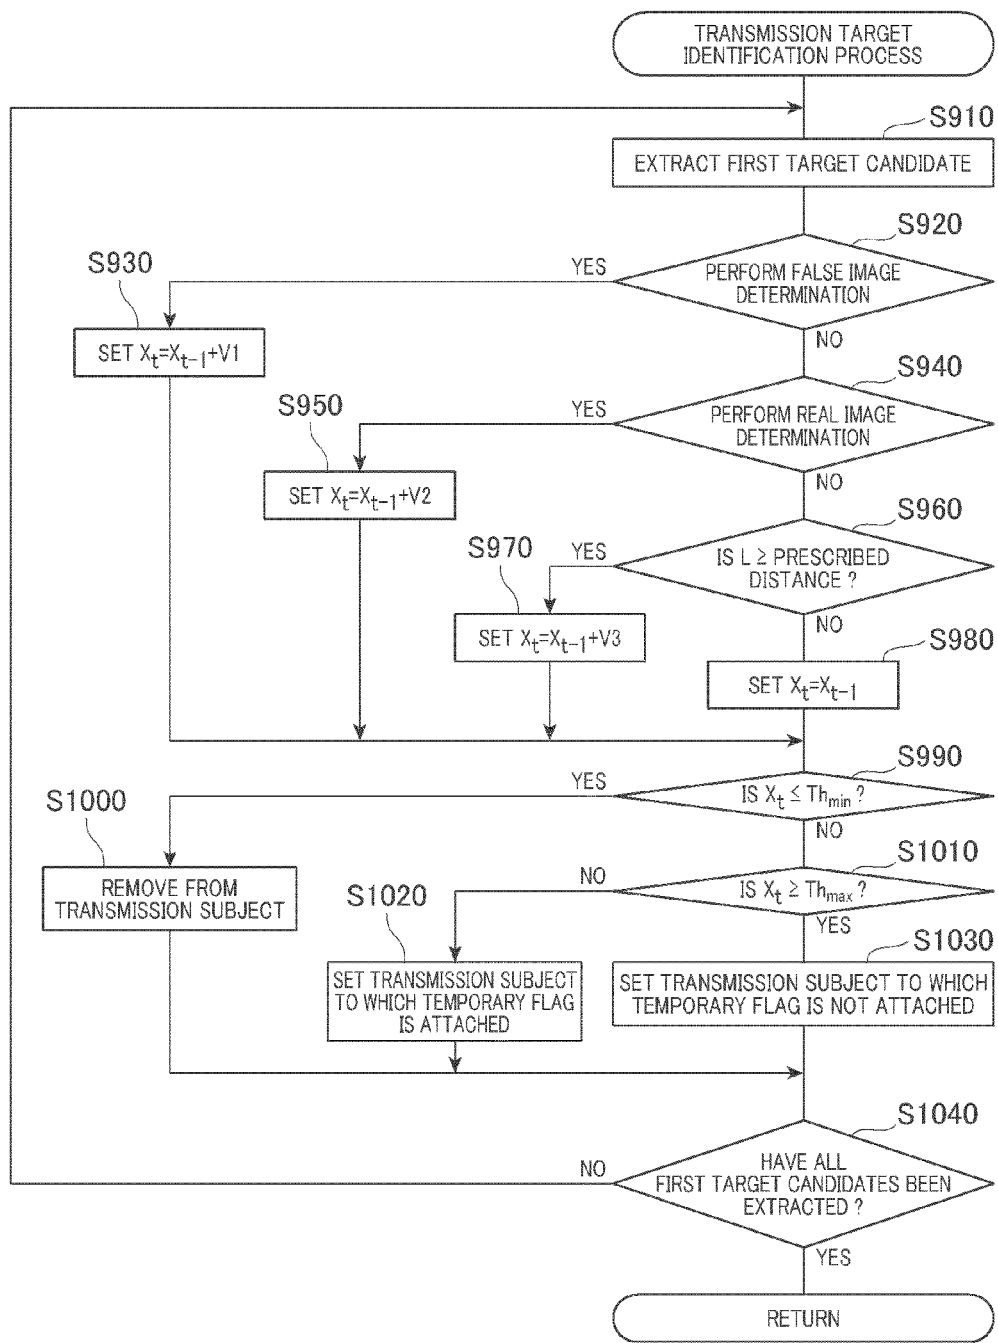 TRANSMISSION TARGET
IDENTIFICATION PROCESS
S910
EXTRACT FIRST TARGET CANDIDATE
S920
PERFORM FALSE IMAGE
DETERMINATION
YES
NO
S930
SET Xt=Xt-1+V1
S940
PERFORM REAL IMAGE
DETERMINATION
YES
NO
S950
SET Xt=Xt-1+V2
S960
IS L ≥ PRESCRIBED
DISTANCE ?
YES
NO
S970
SET Xt=Xt-1+V3
S980
SET Xt=Xt-1
S990
IS Xt ≤ Thmin ?
YES
NO
S1000
REMOVE FROM
TRANSMISSION SUBJECT
S1010
IS Xt ≥ Thmax ?
NO
YES
S1020
SET TRANSMISSION SUBJECT
TO WHICH TEMPORARY FLAG
IS ATTACHED
S1030
SET TRANSMISSION SUBJECT TO WHICH
TEMPORARY FLAG IS NOT ATTACHED
S1040
HAVE ALL
FIRST TARGET CANDIDATES BEEN
EXTRACTED ?
NO
YES
RETURN